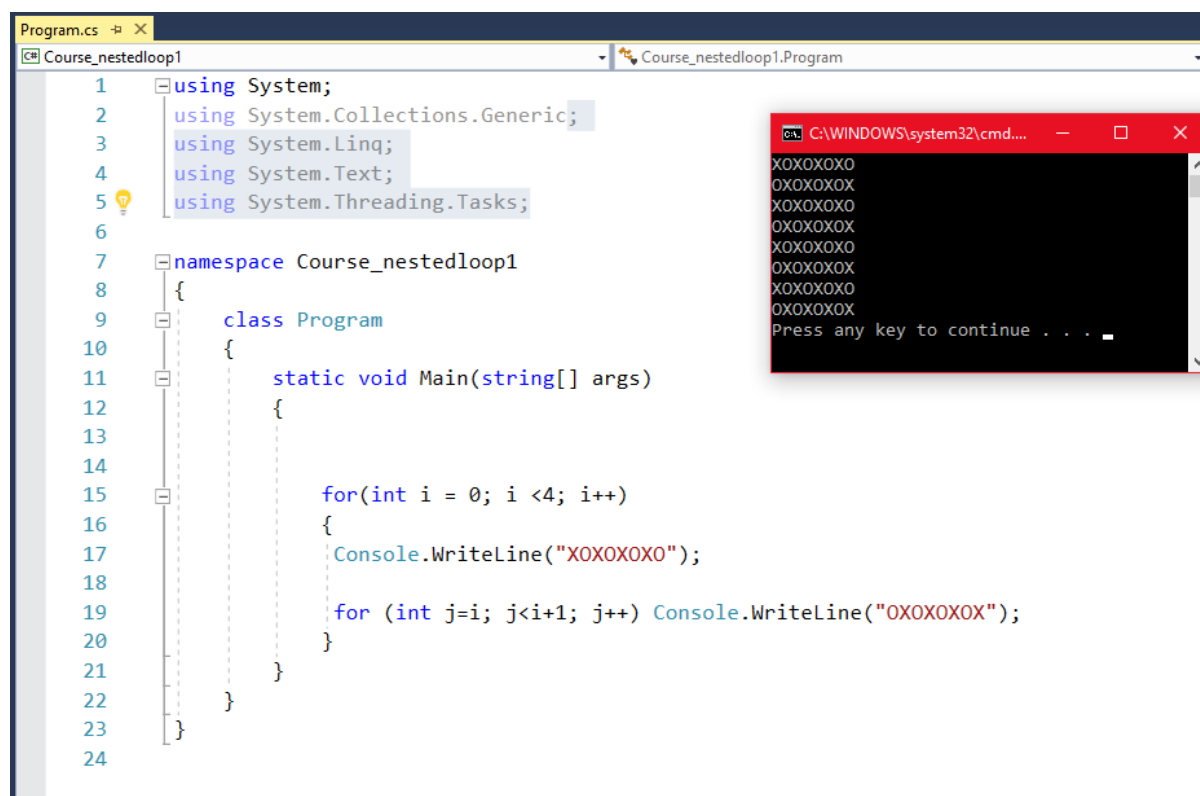 Program.cs
C# Course_nestedloop1 Course_nestedloop1.Program
1 using System;
2 using System.Collections.Generic;
3 using System.Linq;
4 using System.Text;
5 using System.Threading.Tasks;
6
7 namespace Course_nestedloop1
8 {
9 class Program
10 {
11 static void Main(string[] args)
12 {
13
14
15 for(int i = 0; i <4; i++)
16 {
17 Console.WriteLine("XOXOXOXO");
18
19 for (int j=i; j<i+1; j++) Console.WriteLine("OXOXOXOX");
20 }
21 }
22 }
23 }
24
C:\WINDOWS\system32\cmd....
XOXOXOXO
OXOXOXOX
XOXOXOXO
OXOXOXOX
XOXOXOXO
OXOXOXOX
XOXOXOXO
OXOXOXOX
Press any key to continue . . .